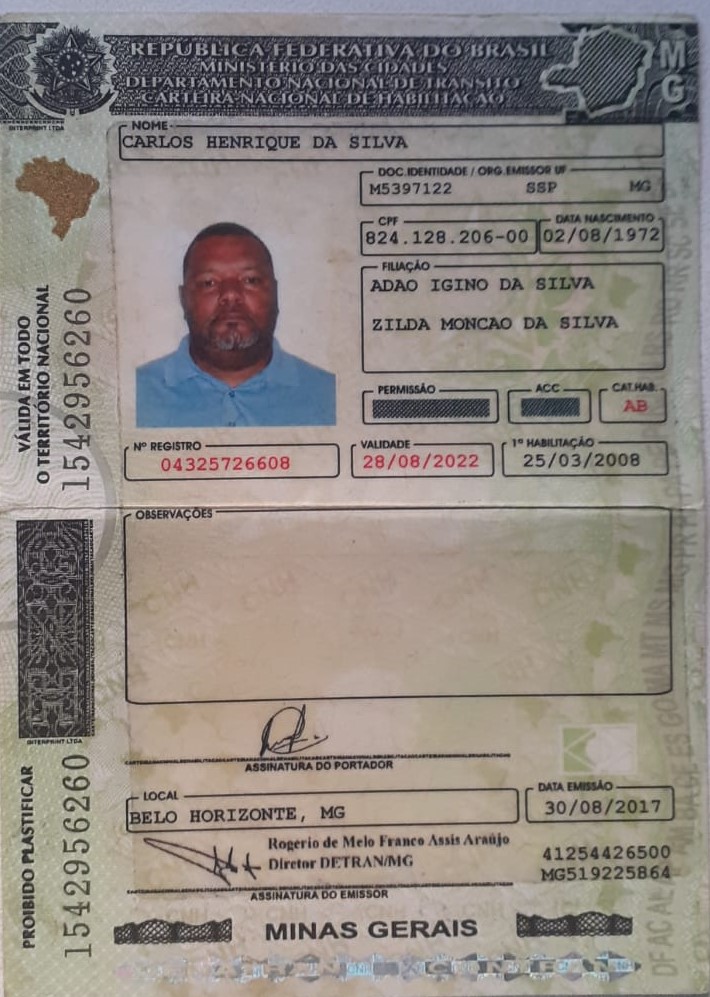 REPÚBLICA FEDERATIVA DO BRASIL
MINISTÉRIO DAS CIDADES
DEPARTAMENTO NACIONAL DE TRÂNSITO
CARTEIRA NACIONAL DE HABILITAÇÃO
MG
INTERPRINT LTDA
NOME
CARLOS HENRIQUE DA SILVA
DOC. IDENTIDADE / ORG. EMISSOR UF
M5397122 SSP MG
CPF
824.128.206-00
DATA NASCIMENTO
02/08/1972
FILIAÇÃO
ADAO IGINO DA SILVA
ZILDA MONCAO DA SILVA
PERMISSÃO
ACC
CAT. HAB.
AB
Nº REGISTRO
04325726608
VALIDADE
28/08/2022
1ª HABILITAÇÃO
25/03/2008
VÁLIDA EM TODO
O TERRITÓRIO NACIONAL
1542956260
OBSERVAÇÕES
INTERPRINT LTDA
ASSINATURA DO PORTADOR
LOCAL
BELO HORIZONTE, MG
DATA EMISSÃO
30/08/2017
Rogerio de Melo Franco Assis Araújo
Diretor DETRAN/MG
41254426500
MG519225864
ASSINATURA DO EMISSOR
PROIBIDO PLASTIFICAR
1542956260
MINAS GERAIS